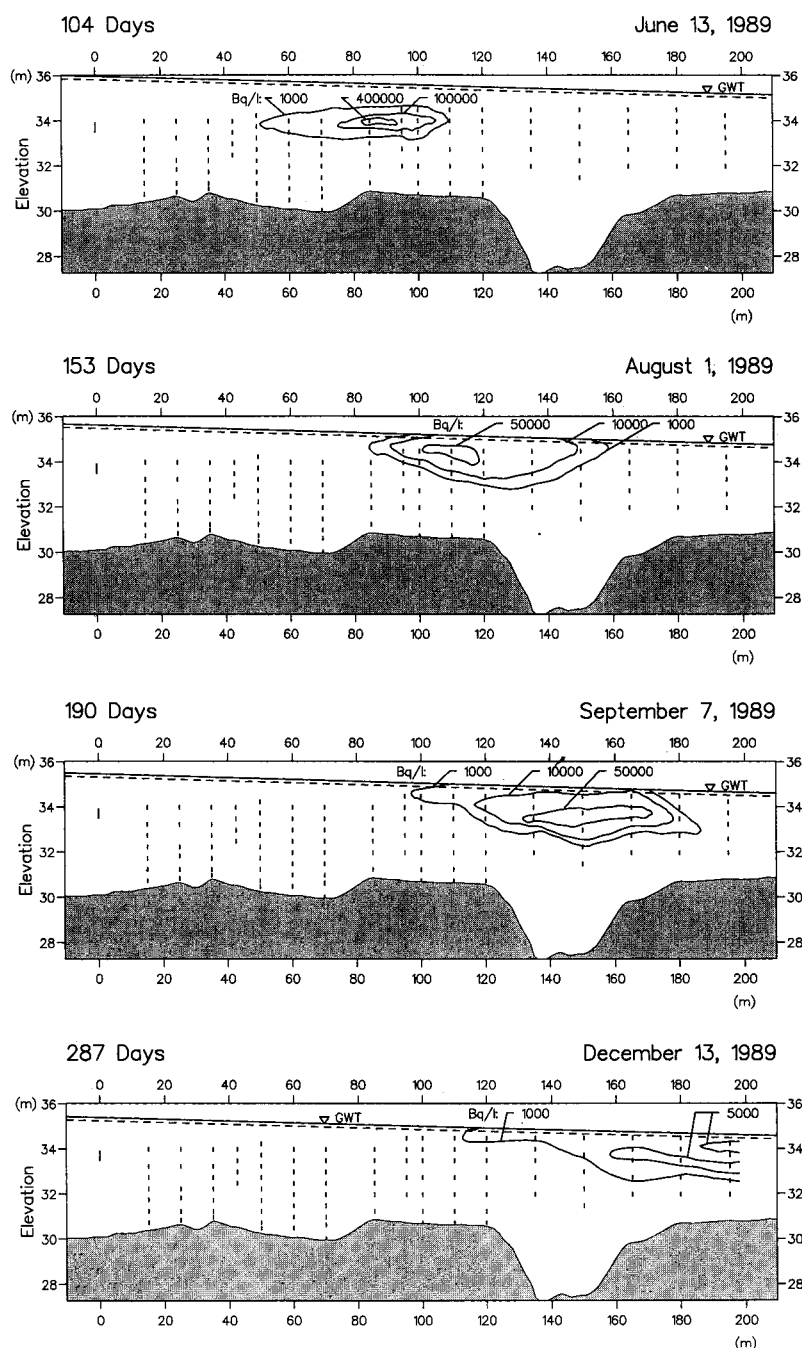 104 Days June 13, 1989
0 20 40 60 80 100 120 140 160 180 200
(m) 36 36
GWT
Bq/l: 1000 400000 100000
34 34
32 32
Elevation
30 30
28 28
0 20 40 60 80 100 120 140 160 180 200
(m)
153 Days August 1, 1989
0 20 40 60 80 100 120 140 160 180 200
(m) 36 36
Bq/l: 50000 10000 1000 GWT
34 34
32 32
Elevation
30 30
28 28
0 20 40 60 80 100 120 140 160 180 200
(m)
190 Days September 7, 1989
0 20 40 60 80 100 120 140 160 180 200
(m) 36 36
Bq/l: 1000 10000 50000 GWT
34 34
32 32
Elevation
30 30
28 28
0 20 40 60 80 100 120 140 160 180 200
(m)
287 Days December 13, 1989
0 20 40 60 80 100 120 140 160 180 200
(m) 36 36
GWT Bq/l: 1000 5000
34 34
32 32
Elevation
30 30
28 28
0 20 40 60 80 100 120 140 160 180 200
(m)